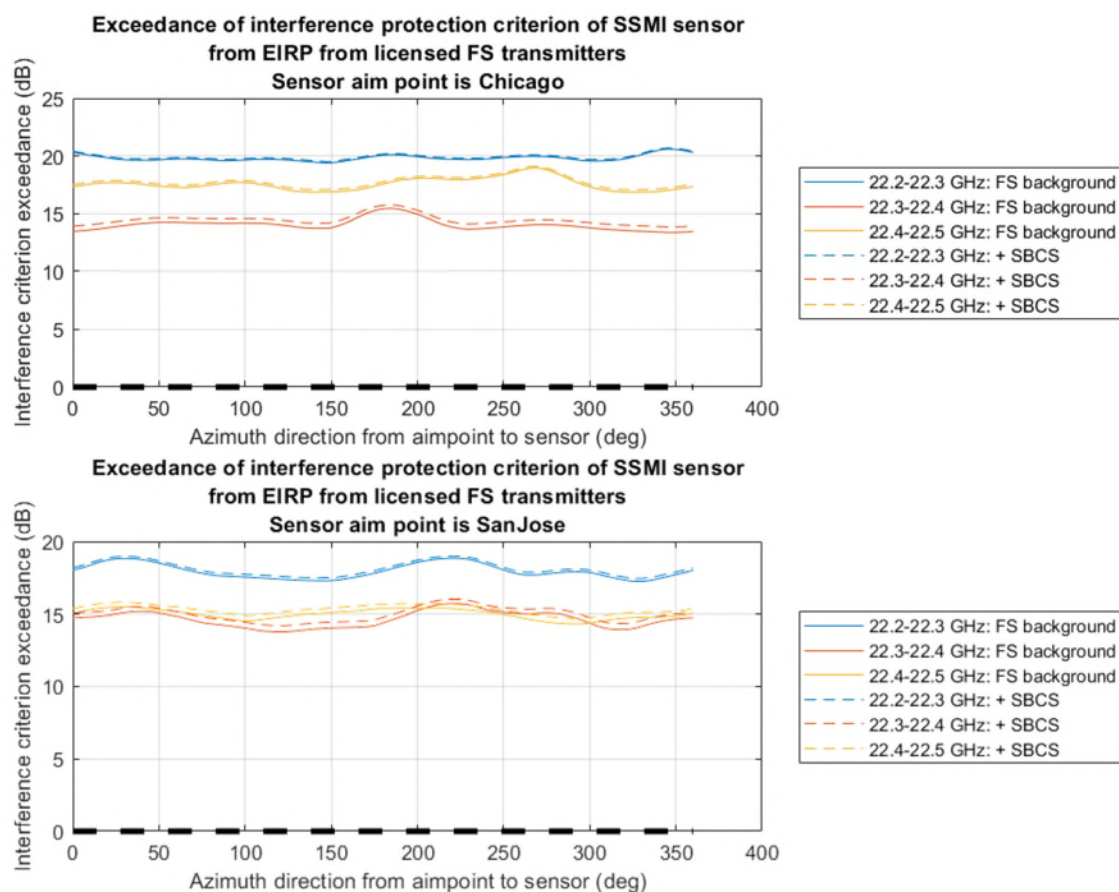 Exceedance of interference protection criterion of SSMI sensor
from EIRP from licensed FS transmitters
Sensor aim point is Chicago
Interference criterion exceedance (dB)
25
20
15
10
5
0
0 50 100 150 200 250 300 350 400
Azimuth direction from aimpoint to sensor (deg)
22.2-22.3 GHz: FS background
22.3-22.4 GHz: FS background
22.4-22.5 GHz: FS background
22.2-22.3 GHz: + SBCS
22.3-22.4 GHz: + SBCS
22.4-22.5 GHz: + SBCS
Exceedance of interference protection criterion of SSMI sensor
from EIRP from licensed FS transmitters
Sensor aim point is SanJose
Interference criterion exceedance (dB)
20
15
10
5
0
0 50 100 150 200 250 300 350 400
Azimuth direction from aimpoint to sensor (deg)
22.2-22.3 GHz: FS background
22.3-22.4 GHz: FS background
22.4-22.5 GHz: FS background
22.2-22.3 GHz: + SBCS
22.3-22.4 GHz: + SBCS
22.4-22.5 GHz: + SBCS